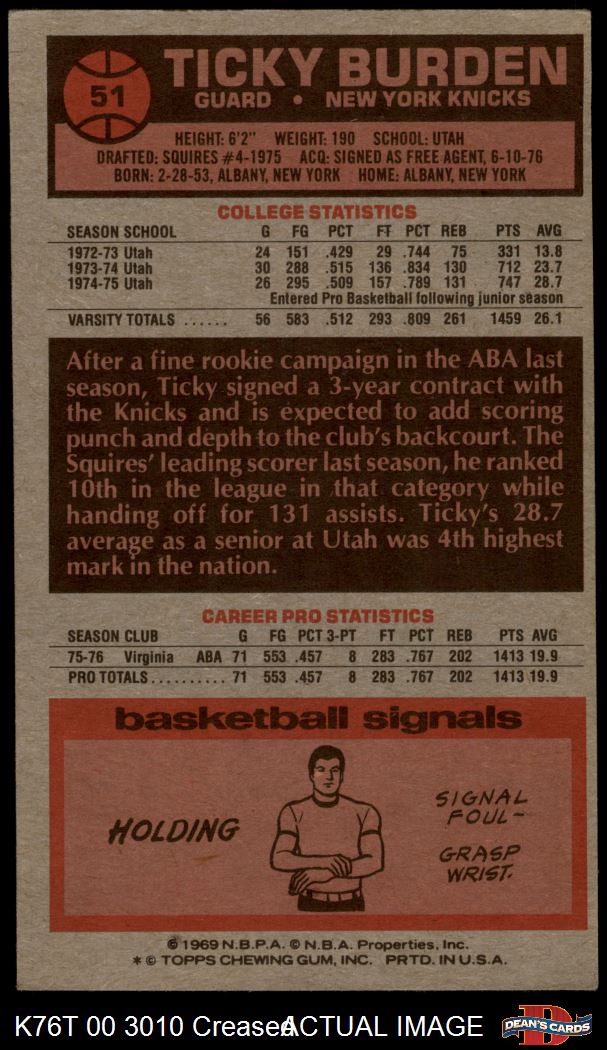 51
TICKY BURDEN
GUARD • NEW YORK KNICKS
HEIGHT: 6'2" WEIGHT: 190 SCHOOL: UTAH
DRAFTED: SQUIRES #4-1975 ACQ: SIGNED AS FREE AGENT, 6-10-76
BORN: 2-28-53, ALBANY, NEW YORK HOME: ALBANY, NEW YORK
COLLEGE STATISTICS
SEASON SCHOOL G FG PCT FT PCT REB PTS AVG
1972-73 Utah 24 151 .429 29 .744 75 331 13.8
1973-74 Utah 30 288 .515 136 .834 130 712 23.7
1974-75 Utah 26 295 .509 157 .789 131 747 28.7
Entered Pro Basketball following junior season
VARSITY TOTALS ...... 56 583 .512 293 .809 261 1459 26.1
After a fine rookie campaign in the ABA last
season, Ticky signed a 3-year contract with
the Knicks and is expected to add scoring
punch and depth to the club's backcourt. The
Squires' leading scorer last season, he ranked
10th in the league in that category while
handing off for 131 assists. Ticky's 28.7
average as a senior at Utah was 4th highest
mark in the nation.
CAREER PRO STATISTICS
SEASON CLUB G FG PCT 3-PT FT PCT REB PTS AVG
75-76 Virginia ABA 71 553 .457 8 283 .767 202 1413 19.9
PRO TOTALS.......... 71 553 .457 8 283 .767 202 1413 19.9
basketball signals
HOLDING
SIGNAL
FOUL-
GRASP
WRIST.
© 1969 N.B.P.A. © N.B.A. Properties, Inc.
* © TOPPS CHEWING GUM, INC. PRTD. IN U.S.A.
K76T 00 3010 Creased ACTUAL IMAGE
DEAN'S CARDS